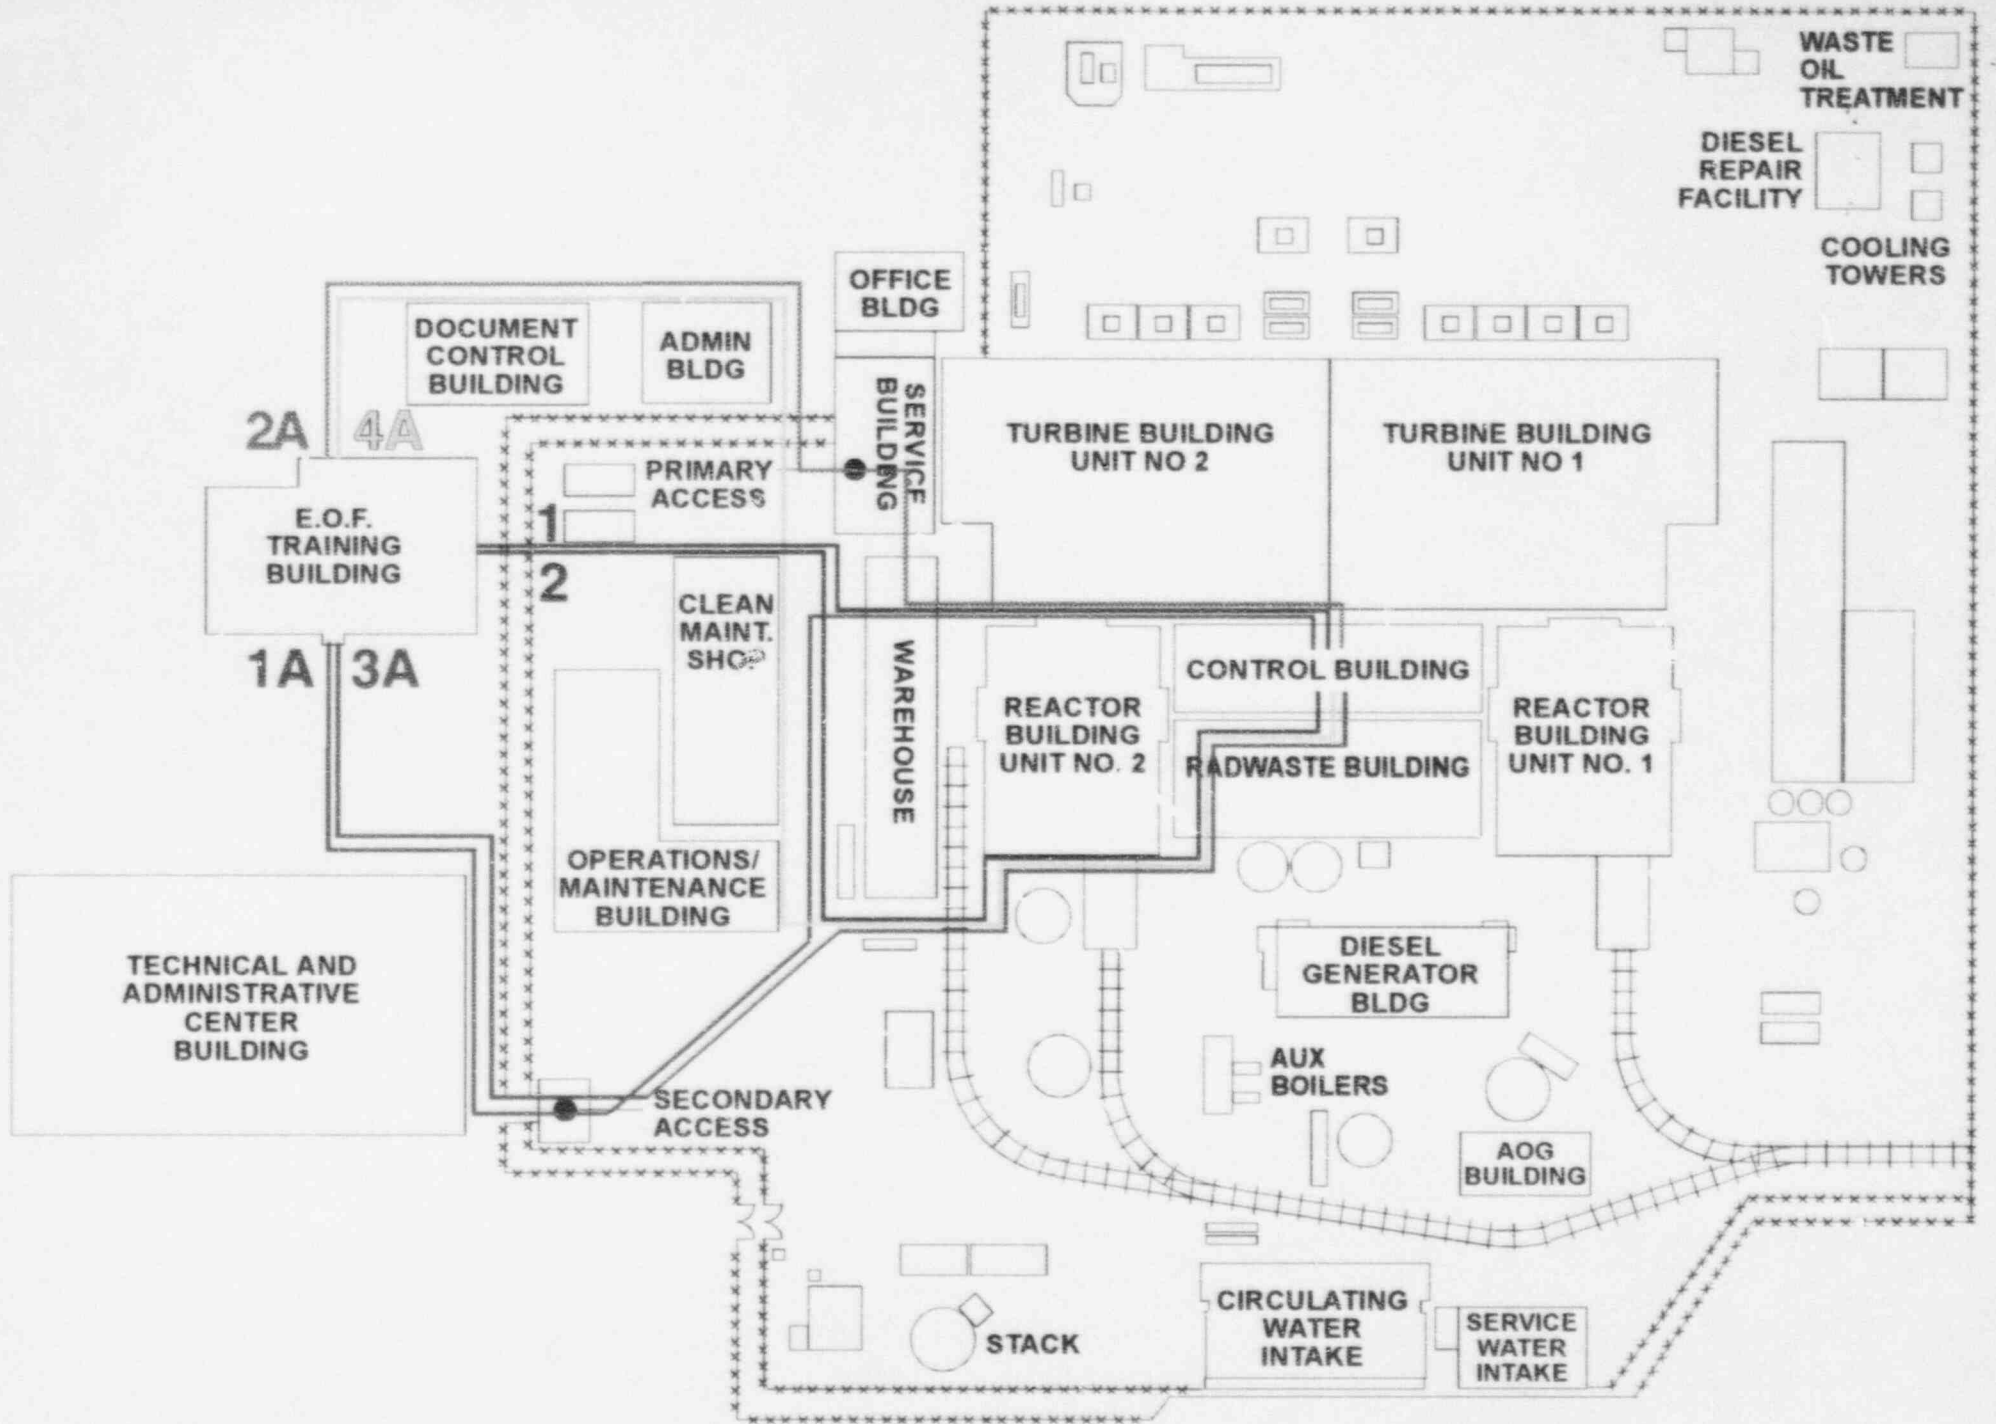 WASTE
OIL
TREATMENT
DIESEL
REPAIR
FACILITY
COOLING
TOWERS
OFFICE
BLDG
DOCUMENT
CONTROL
BUILDING
ADMIN
BLDG
SERVICE
BUILDING
TURBINE BUILDING
UNIT NO 2
TURBINE BUILDING
UNIT NO 1
2A
4A
PRIMARY
ACCESS
E.O.F.
TRAINING
BUILDING
1
2
1A
3A
CLEAN
MAINT.
SHOP
WAREHOUSE
CONTROL BUILDING
REACTOR
BUILDING
UNIT NO. 2
RADWASTE BUILDING
REACTOR
BUILDING
UNIT NO. 1
OPERATIONS/
MAINTENANCE
BUILDING
TECHNICAL AND
ADMINISTRATIVE
CENTER
BUILDING
DIESEL
GENERATOR
BLDG
AUX
BOILERS
SECONDARY
ACCESS
AOG
BUILDING
STACK
CIRCULATING
WATER
INTAKE
SERVICE
WATER
INTAKE